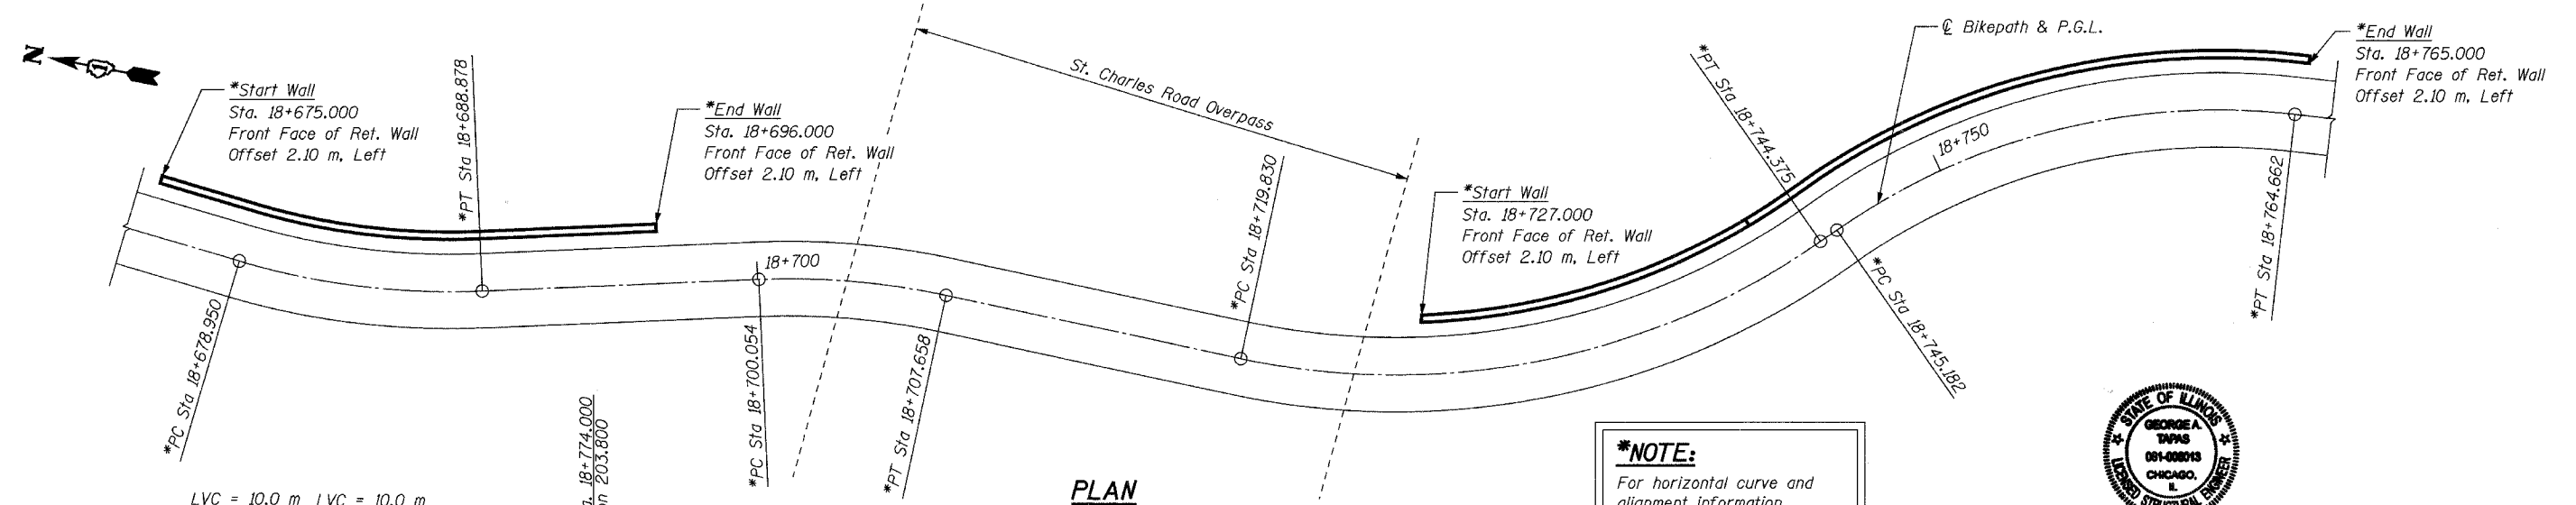 N
*Start Wall
Sta. 18+675.000
Front Face of Ret. Wall
Offset 2.10 m, Left
*PT Sta 18+688.878
*End Wall
Sta. 18+696.000
Front Face of Ret. Wall
Offset 2.10 m, Left
St. Charles Road Overpass
*PT Sta 18+744.375
℄ Bikepath & P.G.L.
*End Wall
Sta. 18+765.000
Front Face of Ret. Wall
Offset 2.10 m, Left
18+750
*PC Sta 18+719.830
*Start Wall
Sta. 18+727.000
Front Face of Ret. Wall
Offset 2.10 m, Left
18+700
*PC Sta 18+678.950
*PC Sta 18+700.054
*PT Sta 18+707.658
*PC Sta 18+745.182
*PT Sta 18+764.662
18+774.000
203.800
LVC = 10.0 m LVC = 10.0 m
PLAN
*NOTE:
For horizontal curve and
alignment information
STATE OF ILLINOIS
GEORGE A.
TAPAS
CHICAGO,
IL
LICENSED STRUCTURAL ENGINEER